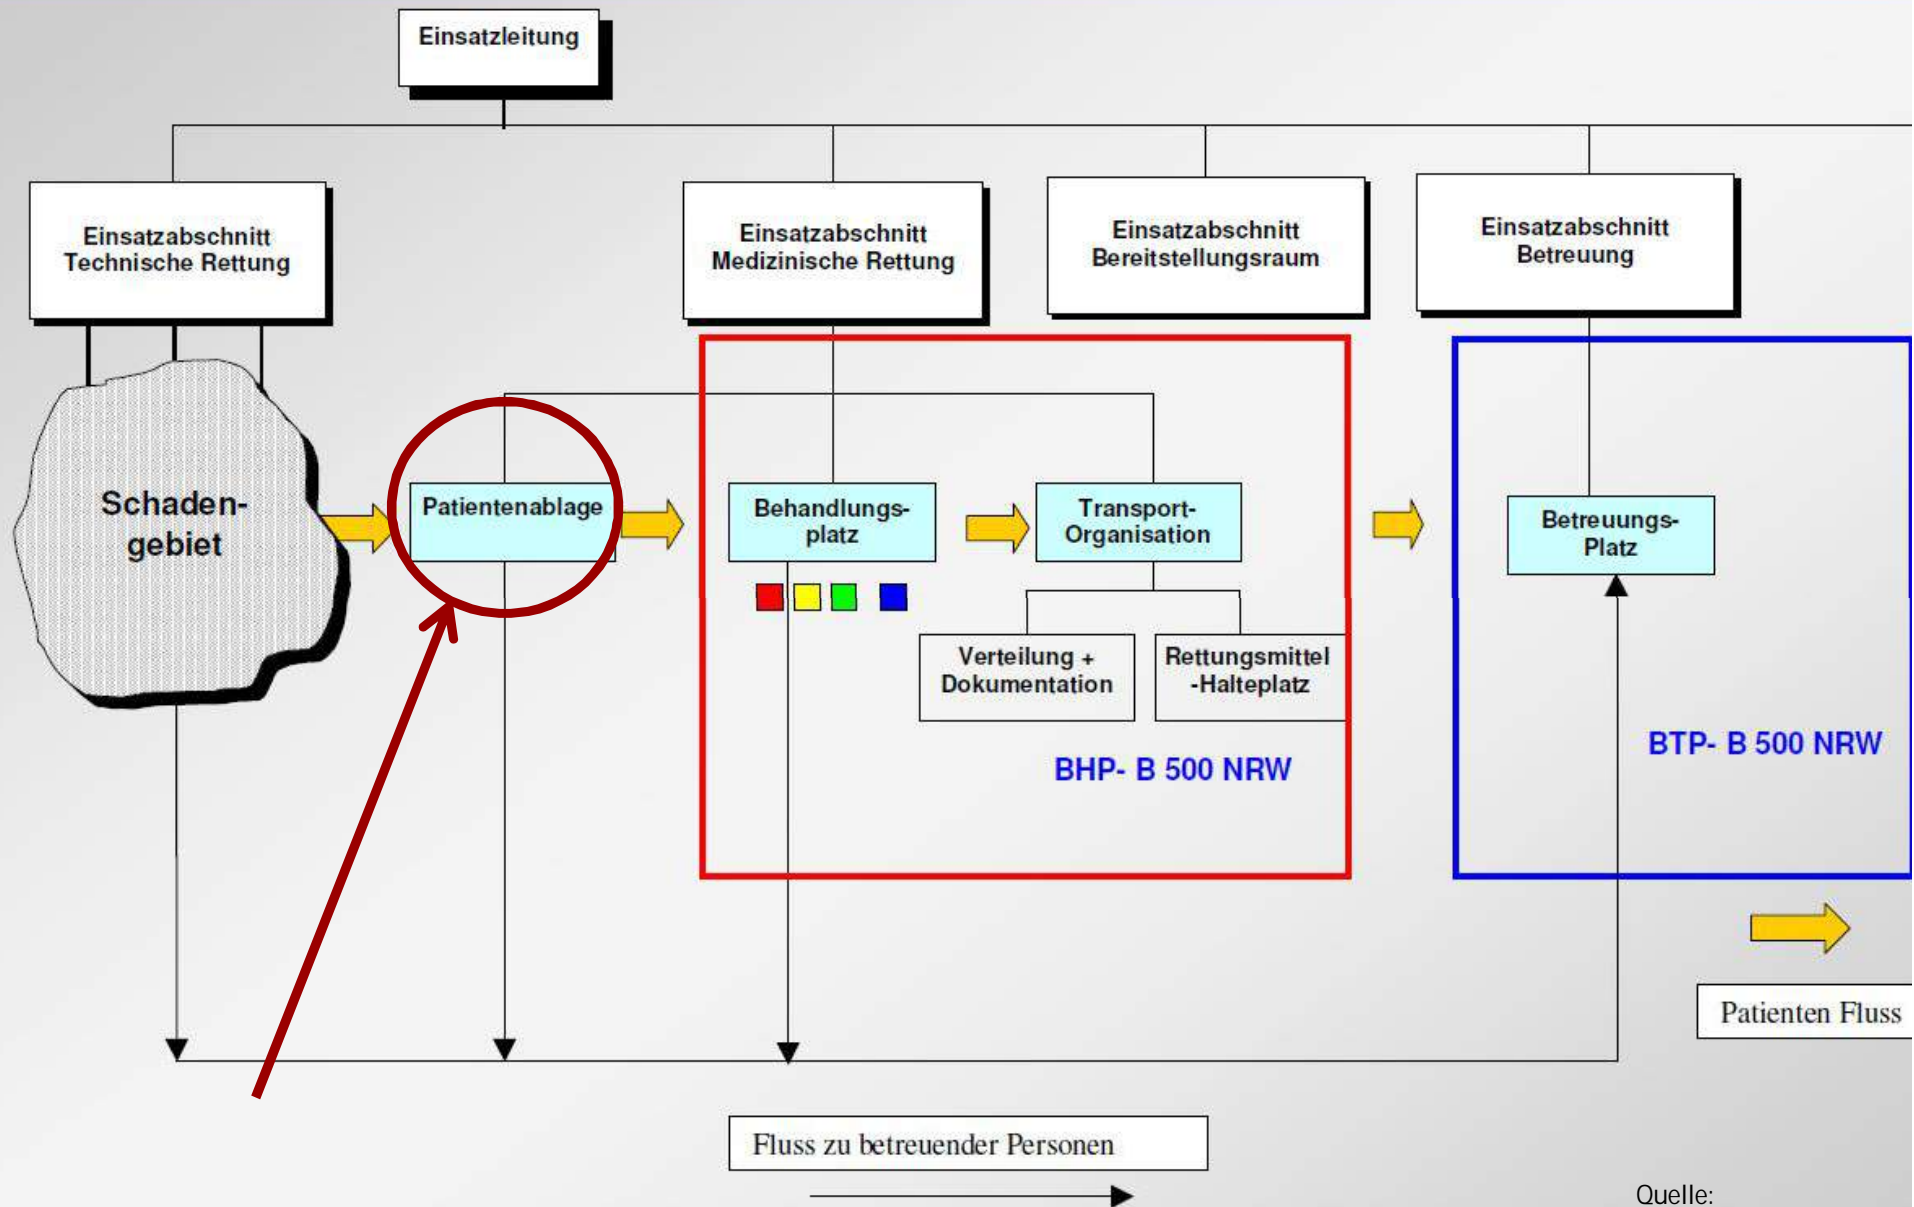 Einsatzleitung
Einsatzabschnitt
Technische Rettung
Einsatzabschnitt
Medizinische Rettung
Einsatzabschnitt
Bereitstellungsraum
Einsatzabschnitt
Betreuung
Schaden-
gebiet
Patientenablage
Behandlungs-
platz
Transport-
Organisation
Betreuungs-
Platz
Verteilung +
Dokumentation
Rettungsmittel
-Halteplatz
BHP- B 500 NRW
BTP- B 500 NRW
Patienten Fluss
Fluss zu betreuender Personen
Quelle: